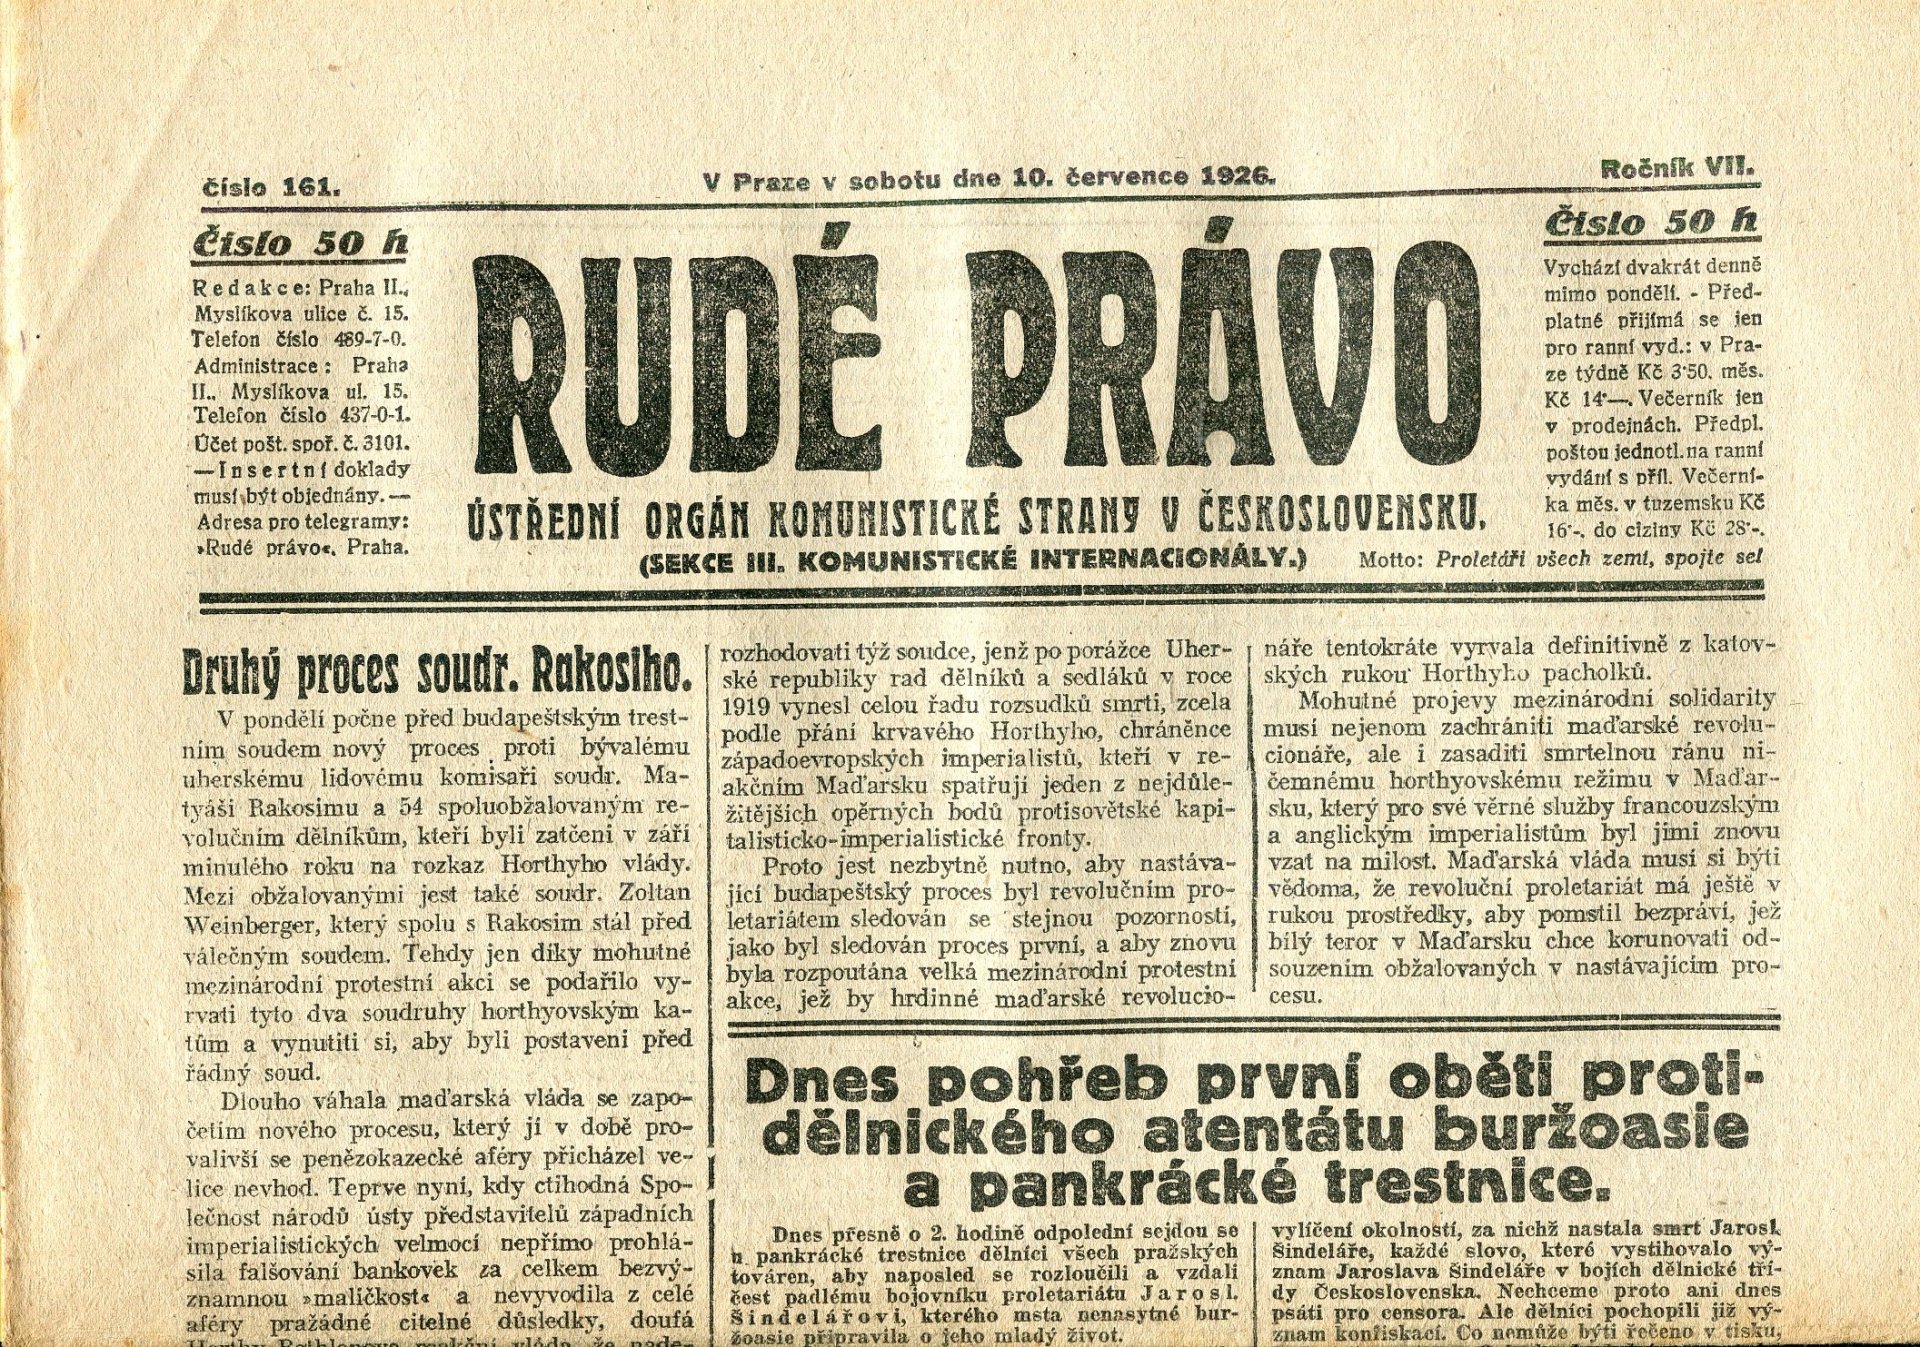 číslo 161.
V Praze v sobotu dne 10. července 1926.
Ročník VII.
Číslo 50 h
Redakce: Praha II.,
Myslíkova ulice č. 15.
Telefon číslo 489-7-0.
Administrace: Praha
II., Myslíkova ul. 15.
Telefon číslo 437-0-1.
Účet pošt. spoř. č. 3101.
—Insertní doklady
musí být objednány.—
Adresa pro telegramy:
»Rudé právo«, Praha.
RUDÉ PRÁVO
ÚSTŘEDNÍ ORGÁN KOMUNISTICKÉ STRANY V ČESKOSLOVENSKU.
(SEKCE III. KOMUNISTICKÉ INTERNACIONÁLY.)
Motto: Proletáři všech zemí, spojte se!
Číslo 50 h
Vychází dvakrát denně
mimo pondělí. - Před-
platné přijímá se jen
pro ranní vyd.: v Pra-
ze týdně Kč 3·50. měs.
Kč 14·—. Večerník jen
v prodejnách. Předpl.
poštou jednotl. na ranní
vydání s příl. Večerní-
ka měs. v tuzemsku Kč
16·-. do ciziny Kč 28·-.
Druhý proces soudr. Rakosiho.
V pondělí počne před budapeštským trest-
ním soudem nový proces proti bývalému
uherskému lidovému komisaři soudr. Ma-
tyáši Rakosimu a 54 spoluobžalovaným re-
volučním dělníkům, kteří byli zatčeni v září
minulého roku na rozkaz Horthyho vlády.
Mezi obžalovanými jest také soudr. Zoltan
Weinberger, který spolu s Rakosim stál před
válečným soudem. Tehdy jen díky mohutné
mezinárodní protestní akci se podařilo vy-
rvati tyto dva soudruhy horthyovským ka-
tům a vynutiti si, aby byli postaveni před
řádný soud.
Dlouho váhala maďarská vláda se zapo-
četím nového procesu, který jí v době pro-
valivší se penězokazecké aféry přicházel ve-
lice nevhod. Teprve nyní, kdy ctihodná Spo-
lečnost národů ústy představitelů západních
imperialistických velmocí nepřímo prohlá-
sila falšování bankovek za celkem bezvý-
znamnou »maličkost« a nevyvodila z celé
aféry pražádné citelné důsledky, doufá
rozhodovati týž soudce, jenž po porážce Uher-
ské republiky rad dělníků a sedláků v roce
1919 vynesl celou řadu rozsudků smrti, zcela
podle přání krvavého Horthyho, chráněnce
západoevropských imperialistů, kteří v re-
akčním Maďarsku spatřují jeden z nejdůle-
žitějších opěrných bodů protisovětské kapi-
talisticko-imperialistické fronty.
Proto jest nezbytně nutno, aby nastáva-
jící budapeštský proces byl revolučním pro-
letariátem sledován se stejnou pozorností,
jako byl sledován proces první, a aby znovu
byla rozpoutána velká mezinárodní protestní
akce, jež by hrdinné maďarské revolucio-
náře tentokráte vyrvala definitivně z katov-
ských rukou Horthyho pacholků.
Mohutné projevy mezinárodní solidarity
musí nejenom zachrániti maďarské revolu-
cionáře, ale i zasaditi smrtelnou ránu ni-
čemnému horthyovskému režimu v Maďar-
sku, který pro své věrné služby francouzským
a anglickým imperialistům byl jimi znovu
vzat na milost. Maďarská vláda musí si býti
vědoma, že revoluční proletariát má ještě v
rukou prostředky, aby pomstil bezpráví, jež
bílý teror v Maďarsku chce korunovati od-
souzením obžalovaných v nastávajícím pro-
cesu.
Dnes pohřeb první oběti proti-
dělnického atentátu buržoasie
a pankrácké trestnice.
Dnes přesně o 2. hodině odpolední sejdou se
u pankrácké trestnice dělníci všech pražských
továren, aby naposled se rozloučili a vzdali
čest padlému bojovníku proletariátu Jarosl.
Šindelářovi, kterého msta nenasytné bur-
žoasie připravila o jeho mladý život.
vylíčení okolností, za nichž nastala smrt Jarosl.
Šindeláře, každé slovo, které vystihovalo vý-
znam Jaroslava Šindeláře v bojích dělnické tří-
dy Československa. Nechceme proto ani dnes
psáti pro censora. Ale dělníci pochopili již vý-
znam konfiskací. Co nemůže býti řečeno v tisku,